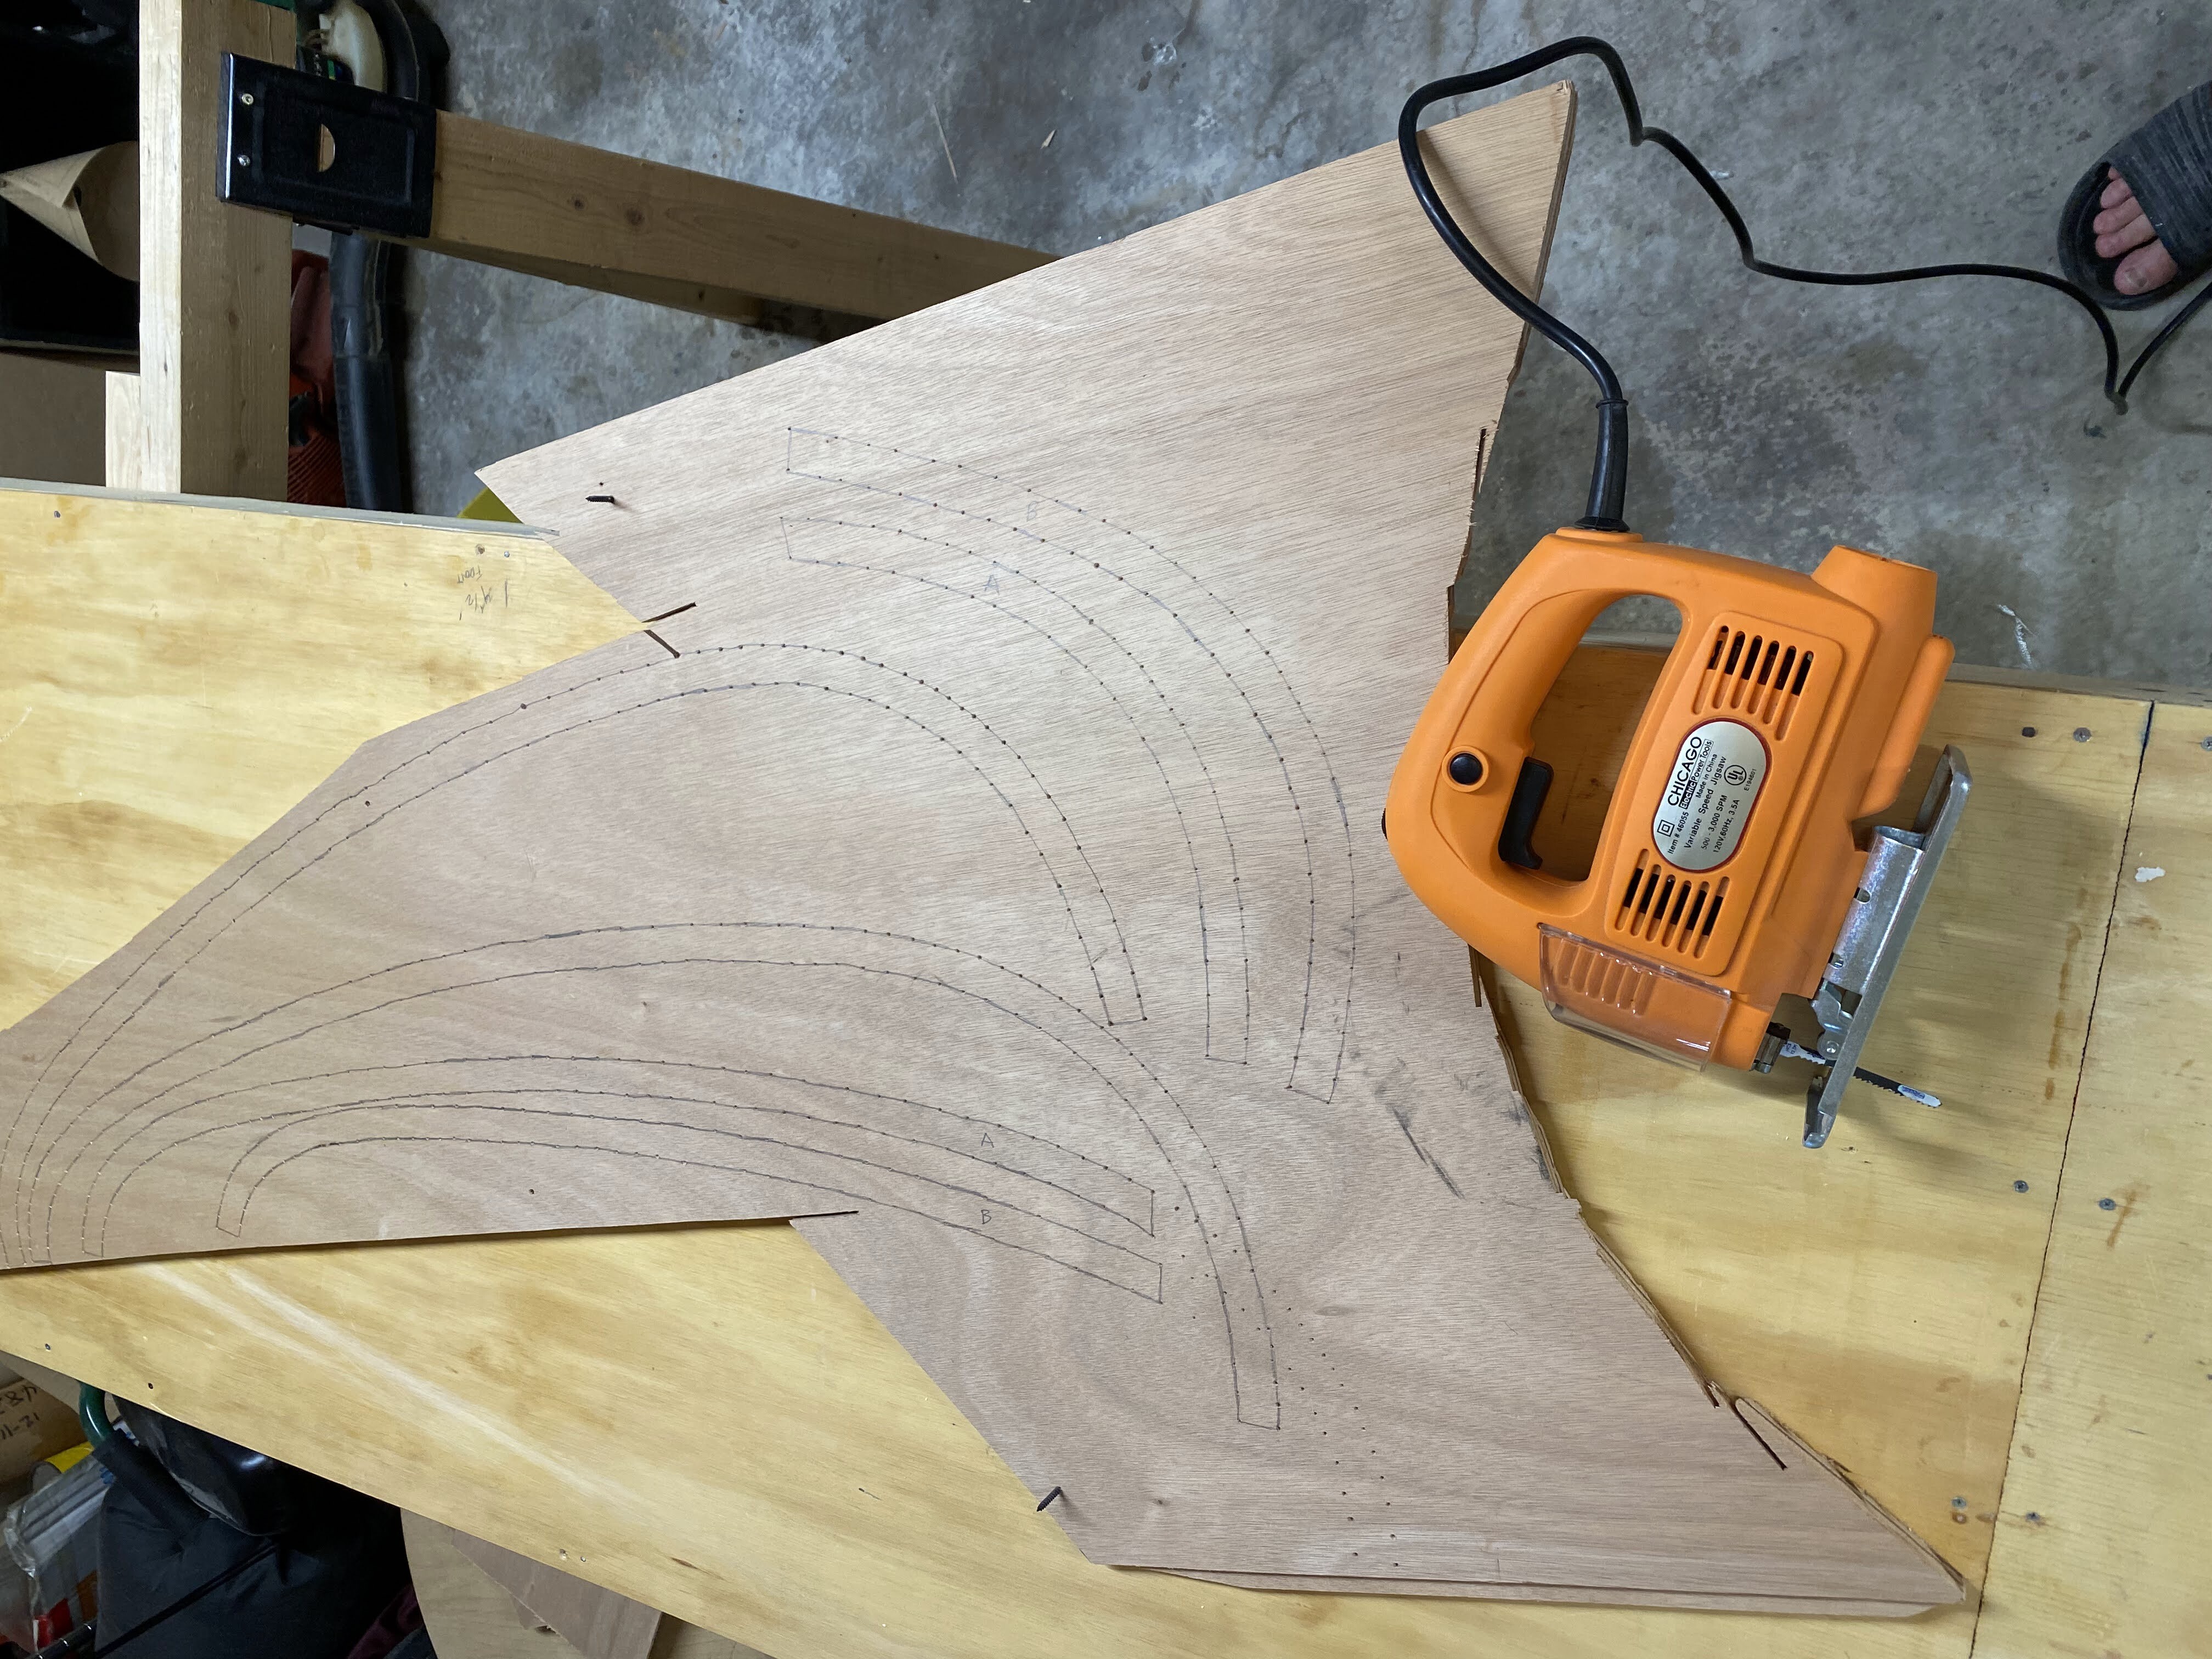 B
A
A
B
CHICAGO
Electric Power Tools
Made in China
Item # 46055
Variable Speed Jigsaw
500 - 3,000 SPM
120V, 60Hz, 3.5A
UL
E194601